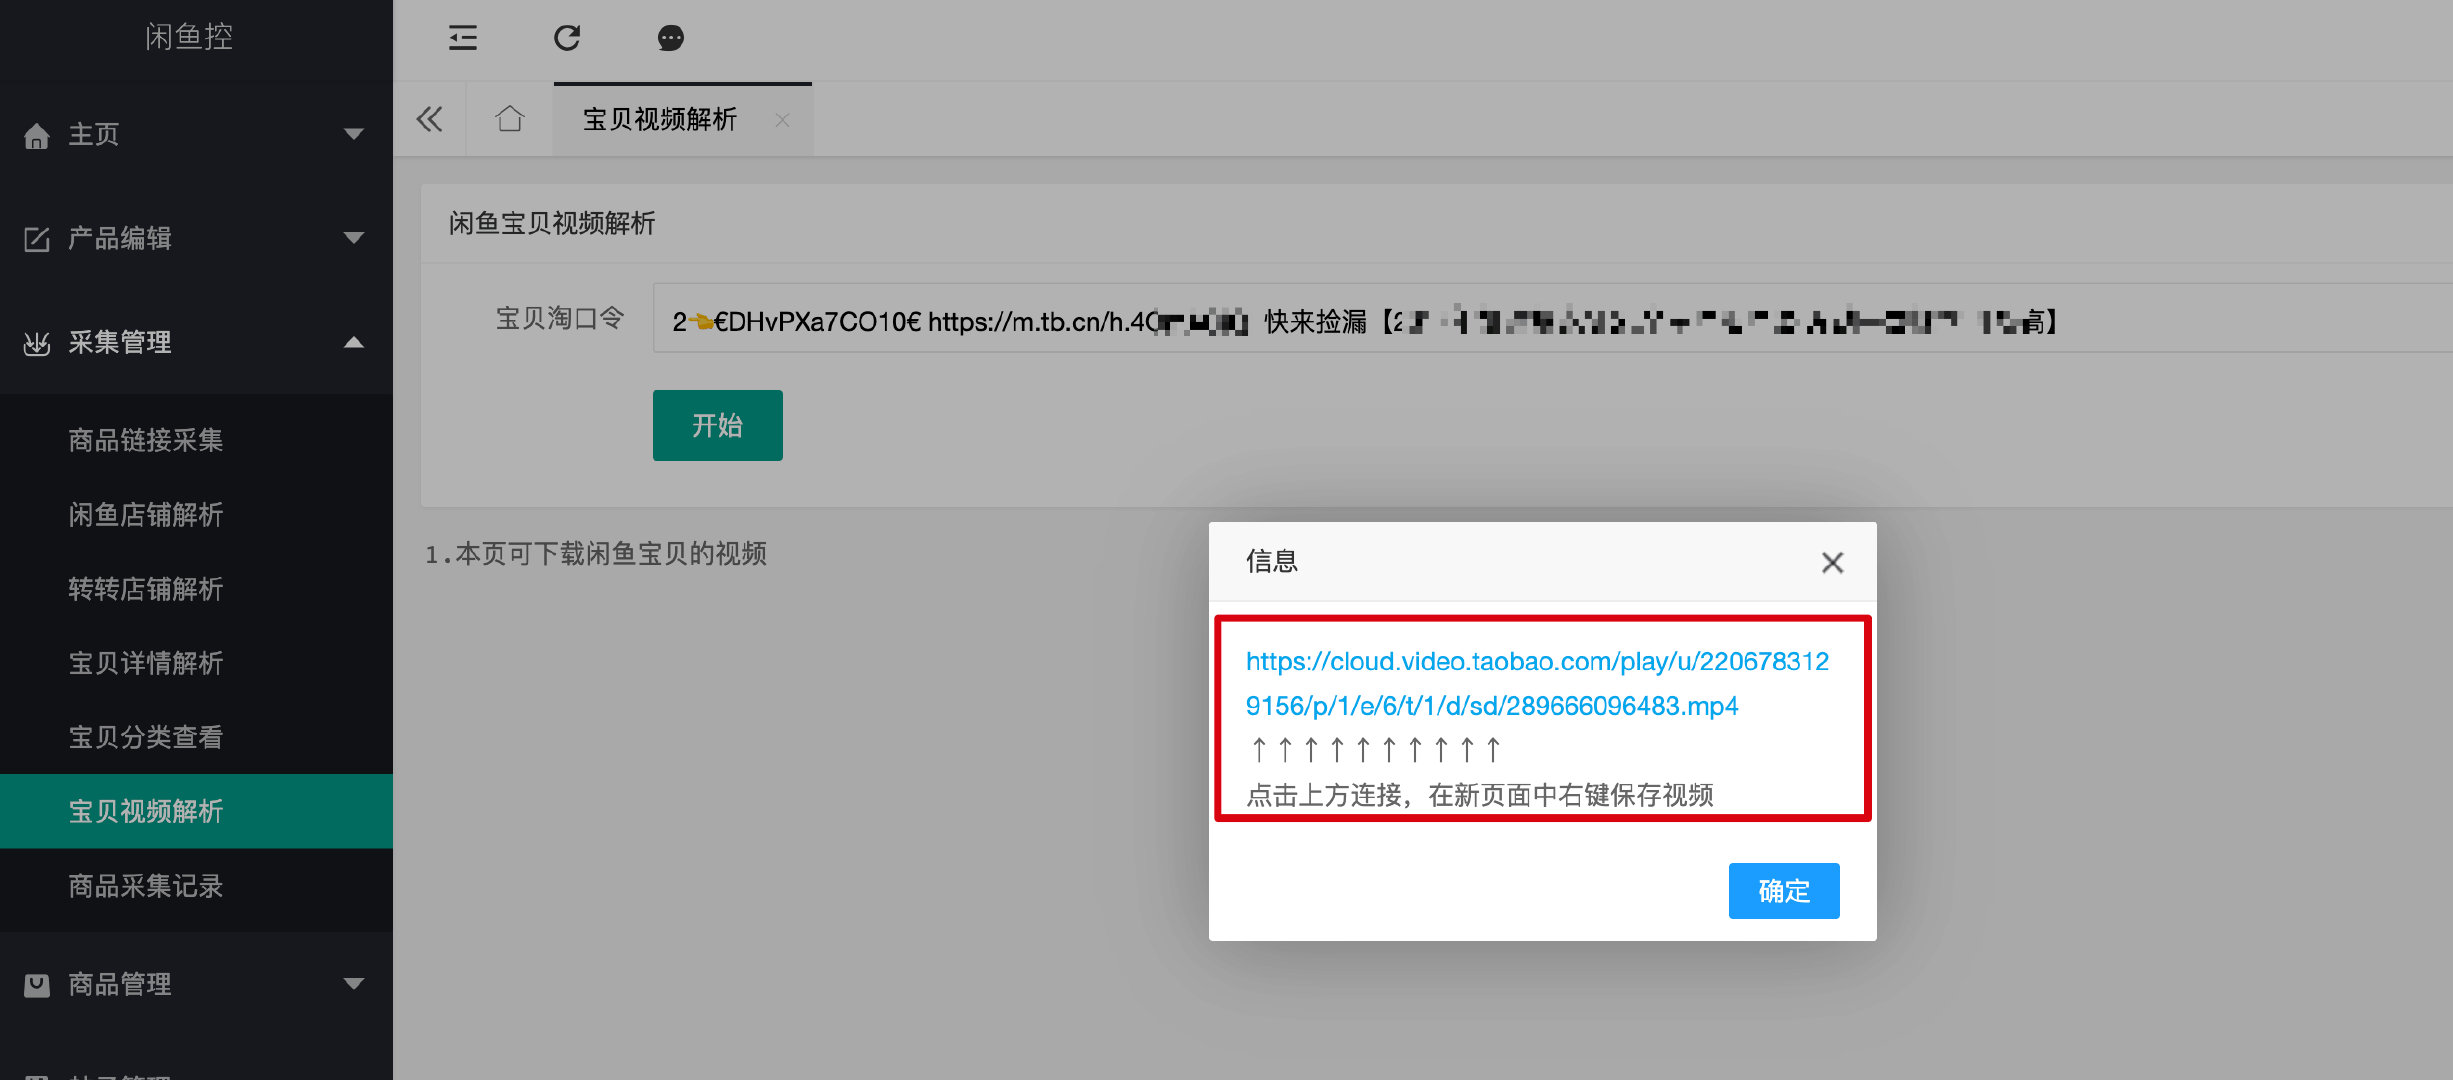 闲鱼控
主页
产品编辑
采集管理
商品链接采集
闲鱼店铺解析
转转店铺解析
宝贝详情解析
宝贝分类查看
宝贝视频解析
商品采集记录
商品管理
宝贝视频解析
闲鱼宝贝视频解析
宝贝淘口令
2👈€DHvPXa7CO10€ https://m.tb.cn/h.4 快来捡漏【2 高】
开始
1.本页可下载闲鱼宝贝的视频
信息
https://cloud.video.taobao.com/play/u/220678312
9156/p/1/e/6/t/1/d/sd/289666096483.mp4
↑↑↑↑↑↑↑↑↑↑
点击上方连接，在新页面中右键保存视频
确定